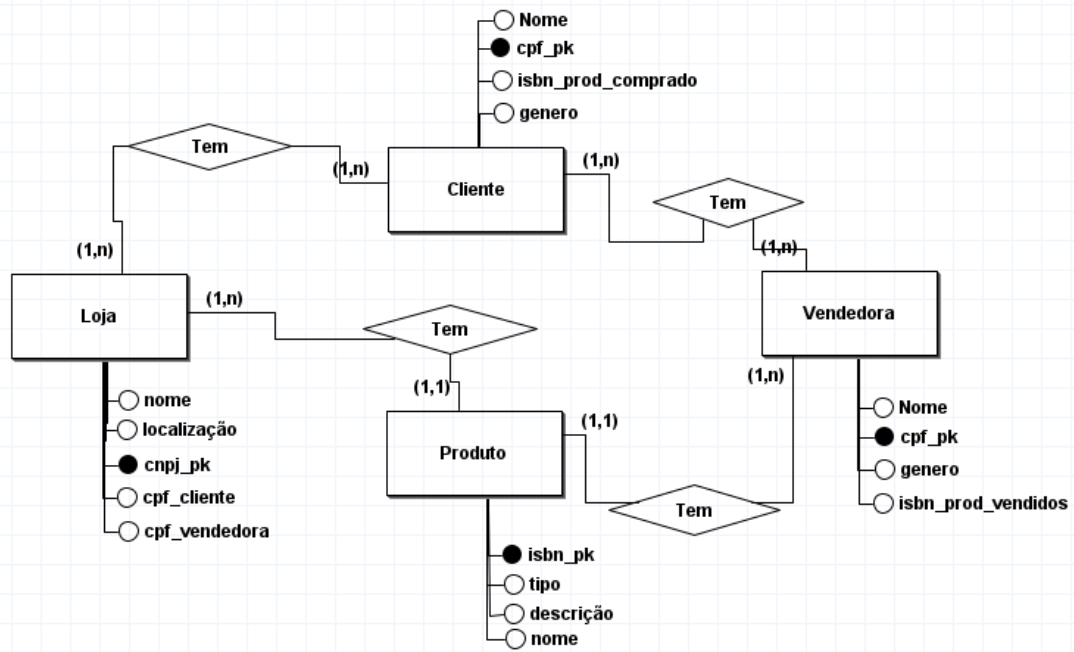 Nome
cpf_pk
isbn_prod_comprado
genero
Tem
(1,n)
Cliente
(1,n)
Tem
(1,n)
(1,n)
Loja
(1,n)
Tem
Vendedora
(1,1)
(1,n)
nome
localização
cnpj_pk
cpf_cliente
cpf_vendedora
Produto
(1,1)
Tem
Nome
cpf_pk
genero
isbn_prod_vendidos
isbn_pk
tipo
descrição
nome